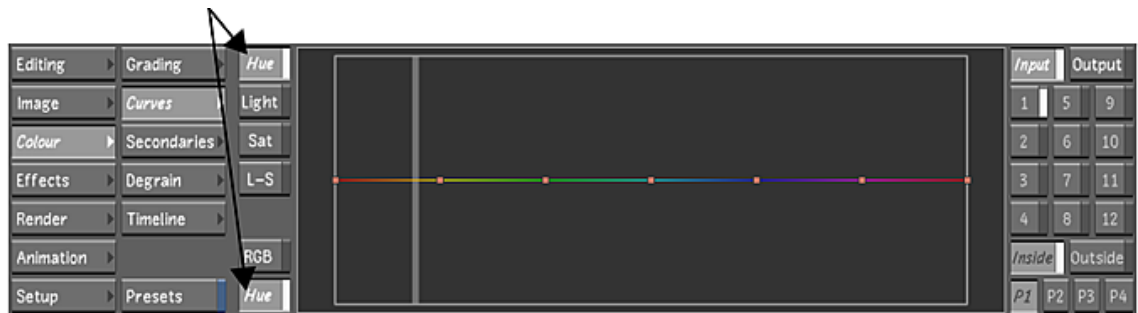 Editing Grading Hue Input Output
Image Curves Light 1 5 9
Colour Secondaries Sat 2 6 10
Effects Degrain L-S 3 7 11
Render Timeline 4 8 12
Animation RGB Inside Outside
Setup Presets Hue P1 P2 P3 P4